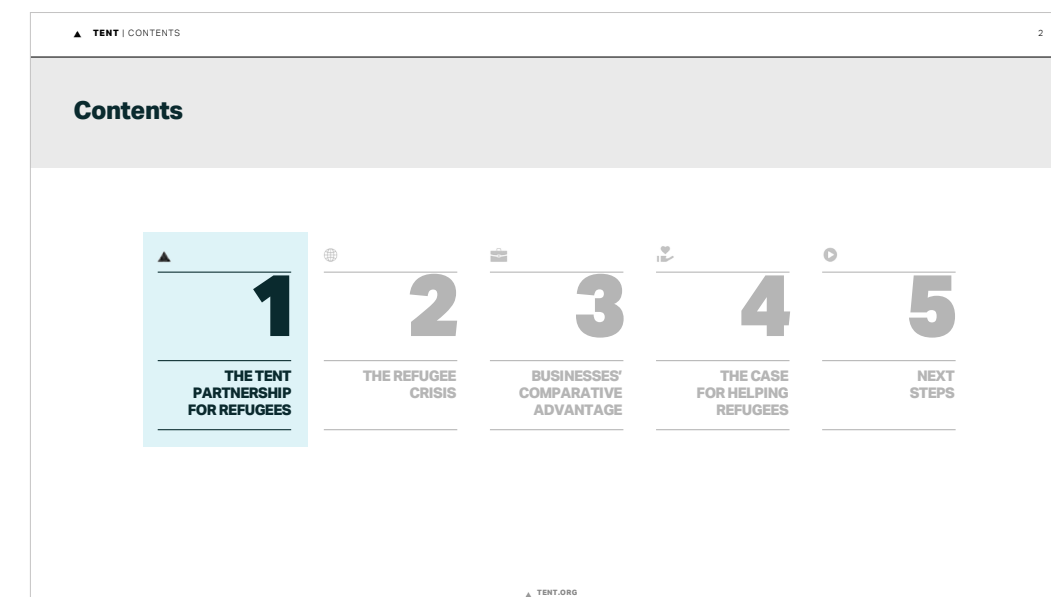 TENT | CONTENTS
2
Contents
1
THE TENT
PARTNERSHIP
FOR REFUGEES
2
THE REFUGEE
CRISIS
3
BUSINESSES’
COMPARATIVE
ADVANTAGE
4
THE CASE
FOR HELPING
REFUGEES
5
NEXT
STEPS
TENT.ORG